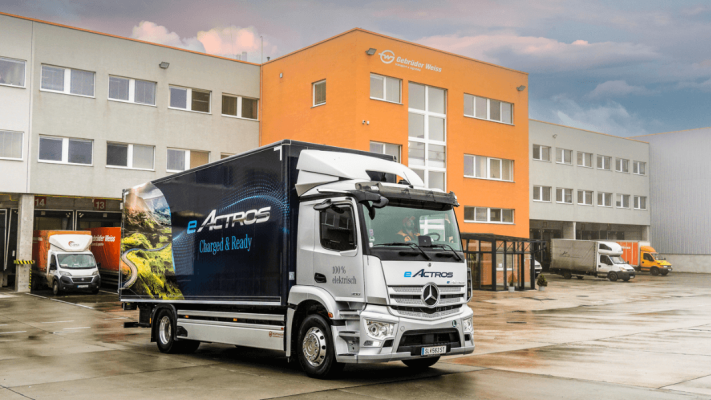 Gebrüder Weiss
14
13
eACTROS
Charged & Ready
100%
elektrisch
eACTROS